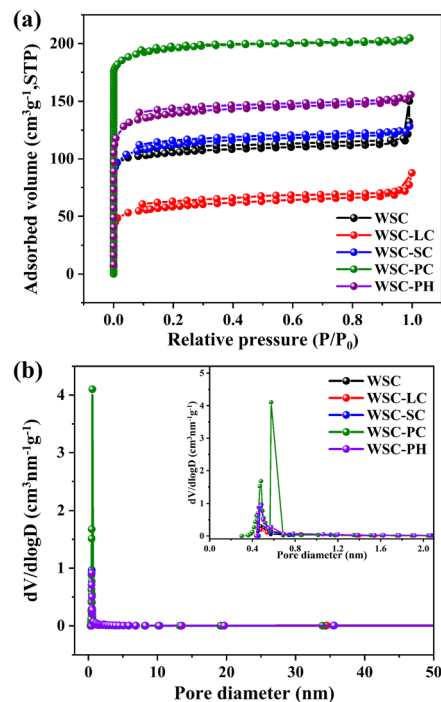 (a)
200
150
100
50
0
Adsorbed volume (cm³g⁻¹,STP)
WSC
WSC-LC
WSC-SC
WSC-PC
WSC-PH
0.0 0.2 0.4 0.6 0.8 1.0
Relative pressure (P/P₀)
(b)
4
3
2
1
0
dV/dlogD (cm³nm⁻¹g⁻¹)
5
4
3
2
1
0
dV/dlogD (cm³nm⁻¹g⁻¹)
WSC
WSC-LC
WSC-SC
WSC-PC
WSC-PH
0.0 0.4 0.8 1.2 1.6 2.0
Pore diameter (nm)
0 10 20 30 40 50
Pore diameter (nm)